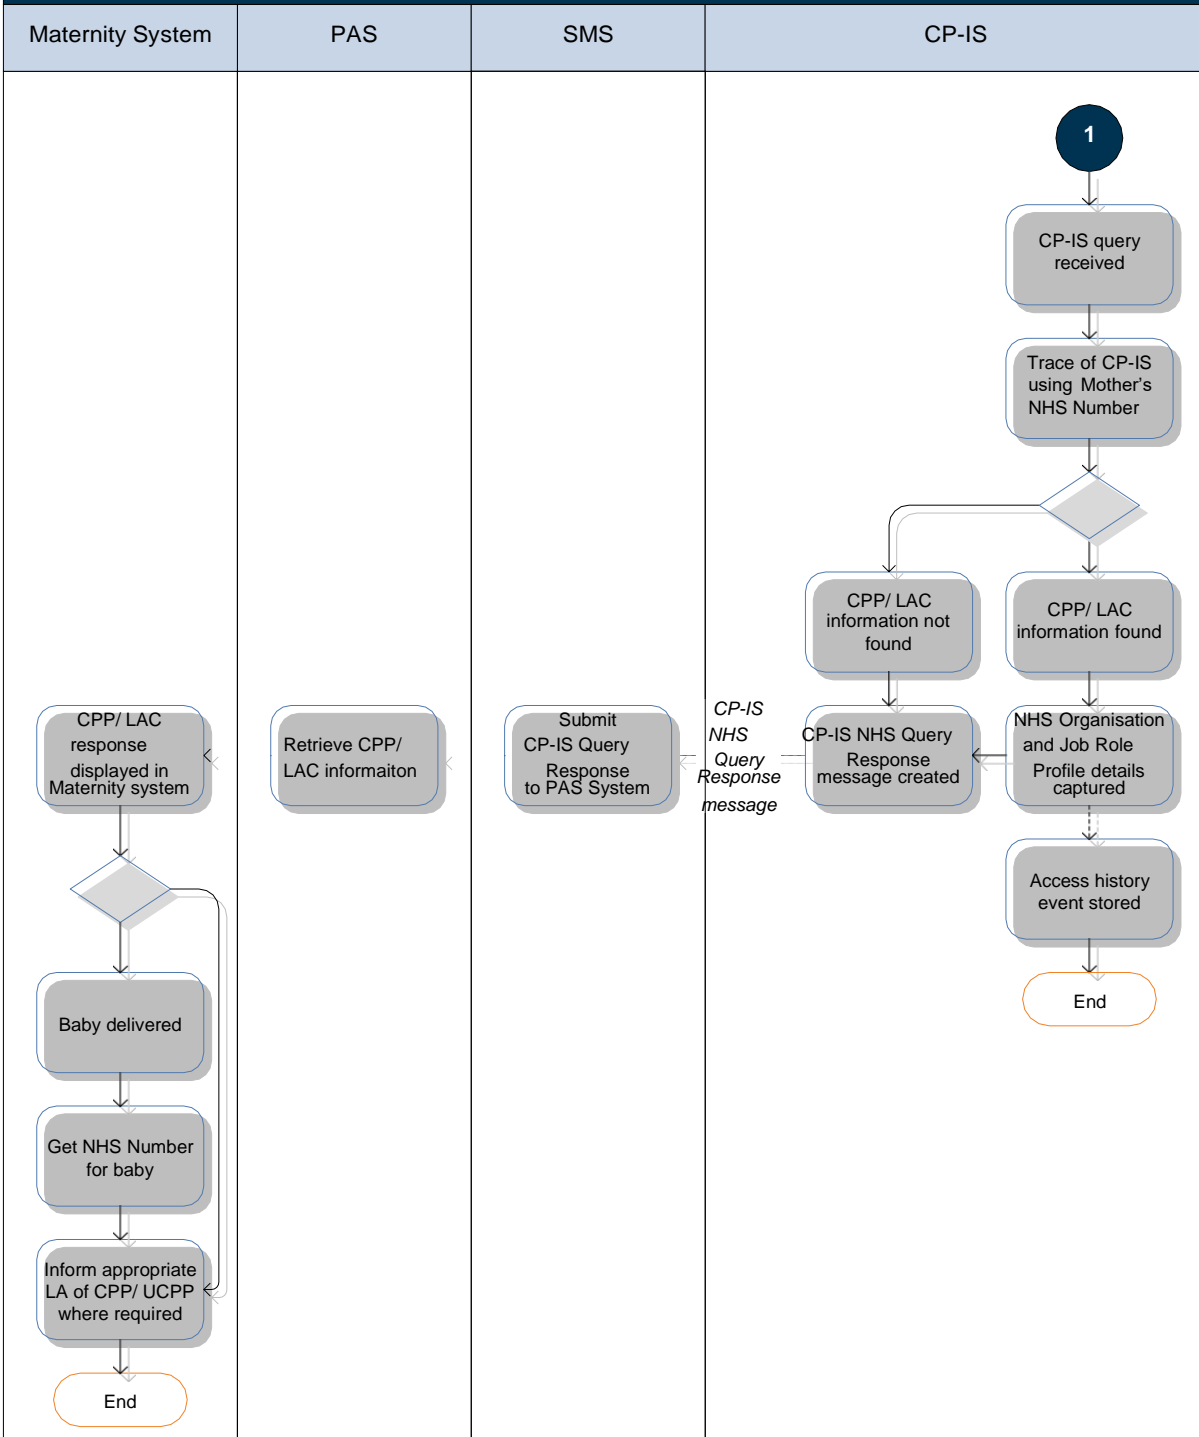 Maternity System
PAS
SMS
CP-IS
1
CP-IS query
received
Trace of CP-IS
using Mother's
NHS Number
CPP/ LAC
information not
found
CPP/ LAC
information found
CPP/ LAC
response
displayed in
Maternity system
Retrieve CPP/
LAC informaiton
Submit
CP-IS Query
Response
to PAS System
CP-IS
NHS
Query
Response
message
CP-IS NHS Query
Response
message created
NHS Organisation
and Job Role
Profile details
captured
Access history
event stored
End
Baby delivered
Get NHS Number
for baby
Inform appropriate
LA of CPP/ UCPP
where required
End